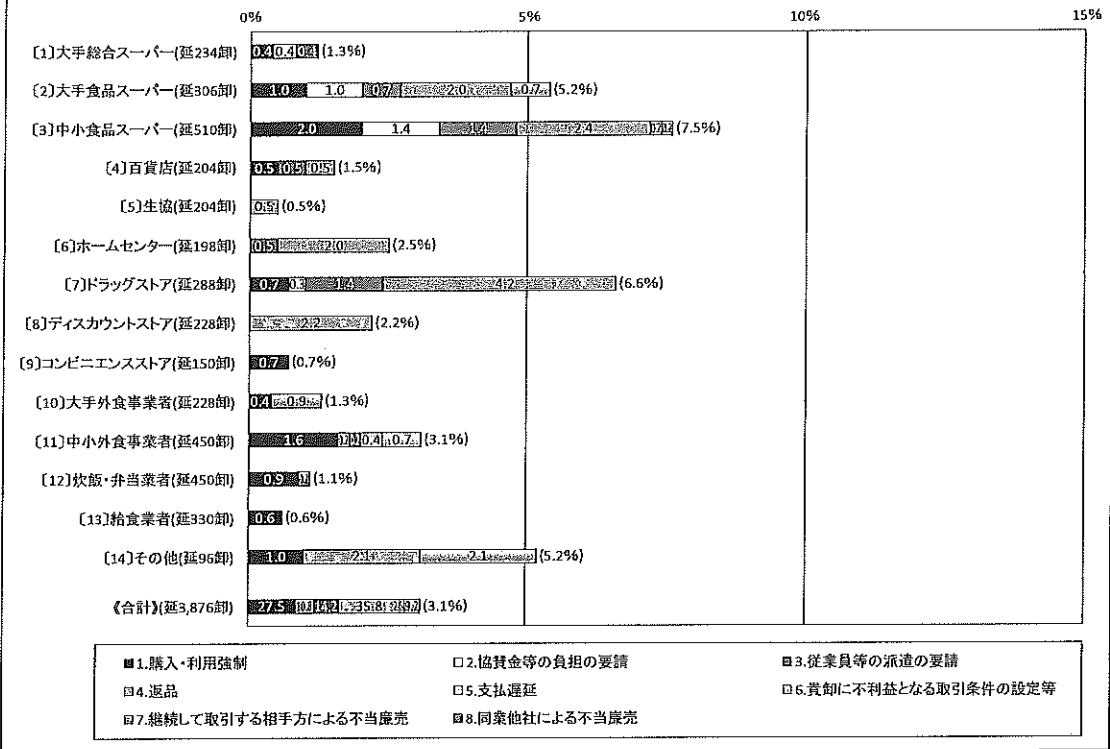 0% 5% 10% 15%
〔1〕大手総合スーパー(延234卸) 0.4 0.4 0.4 (1.3%)
〔2〕大手食品スーパー(延306卸) 1.0 1.0 0.7 2.0 0.7 (5.2%)
〔3〕中小食品スーパー(延510卸) 2.0 1.4 1.4 2.4 (7.5%)
〔4〕百貨店(延204卸) 0.5 0.5 0.5 (1.5%)
〔5〕生協(延204卸) 0.5 (0.5%)
〔6〕ホームセンター(延198卸) 0.5 2.0 (2.5%)
〔7〕ドラッグストア(延288卸) 0.7 0.3 1.4 4.2 (6.6%)
〔8〕ディスカウントストア(延228卸) 2.2 (2.2%)
〔9〕コンビニエンスストア(延150卸) 0.7 (0.7%)
〔10〕大手外食事業者(延228卸) 0.4 0.9 (1.3%)
〔11〕中小外食事業者(延450卸) 1.6 0.4 0.7 (3.1%)
〔12〕炊飯・弁当業者(延450卸) 0.9 (1.1%)
〔13〕給食業者(延330卸) 0.6 (0.6%)
〔14〕その他(延96卸) 1.0 2.1 2.1 (5.2%)
《合計》(延3,876卸) 27.5 35.8 (3.1%)
1.購入・利用強制 2.協賛金等の負担の要請 3.従業員等の派遣の要請
4.返品 5.支払遅延 6.貴卸に不利益となる取引条件の設定等
7.継続して取引する相手方による不当廉売 8.同業他社による不当廉売